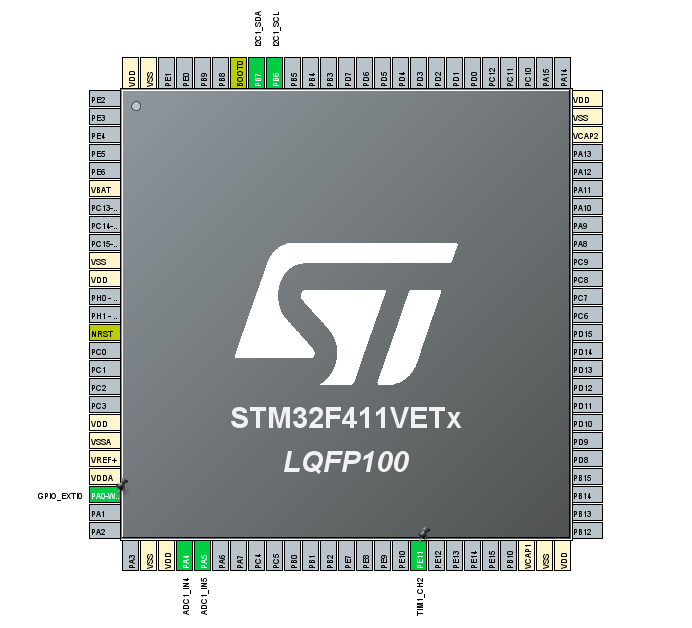 I2C1_SDA
I2C1_SCL
VDD
VSS
PE1
PE0
PB9
PB8
BOOT0
PB7
PB6
PB5
PB4
PB3
PD7
PD6
PD5
PD4
PD3
PD2
PD1
PD0
PC12
PC11
PC10
PA15
PA14
PE2
PE3
PE4
PE5
PE6
VBAT
PC13-..
PC14-..
PC15-..
VSS
VDD
PH0-..
PH1-..
NRST
PC0
PC1
PC2
PC3
VDD
VSSA
VREF+
VDDA
GPIO_EXTI0 PA0-W..
PA1
PA2
ST
STM32F411VETx
LQFP100
VDD
VSS
VCAP2
PA13
PA12
PA11
PA10
PA9
PA8
PC9
PC8
PC7
PC6
PD15
PD14
PD13
PD12
PD11
PD10
PD9
PD8
PB15
PB14
PB13
PB12
PA3
VSS
VDD
PA4
PA5
PA6
PA7
PC4
PC5
PB0
PB1
PB2
PE7
PE8
PE9
PE10
PE11
PE12
PE13
PE14
PE15
PB10
VCAP1
VSS
VDD
ADC1_IN4
ADC1_IN5
TIM1_CH2